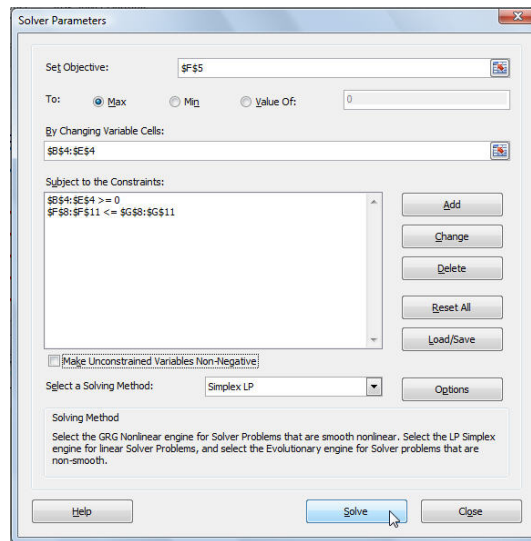 Solver Parameters
Set Objective: $F$5
To: Max Min Value Of: 0
By Changing Variable Cells:
$B$4:$E$4
Subject to the Constraints:
$B$4:$E$4 >= 0
$F$8:$F$11 <= $G$8:$G$11
Add
Change
Delete
Reset All
Load/Save
Make Unconstrained Variables Non-Negative
Select a Solving Method: Simplex LP Options
Solving Method
Select the GRG Nonlinear engine for Solver Problems that are smooth nonlinear. Select the LP Simplex
engine for linear Solver Problems, and select the Evolutionary engine for Solver problems that are
non-smooth.
Help Solve Close